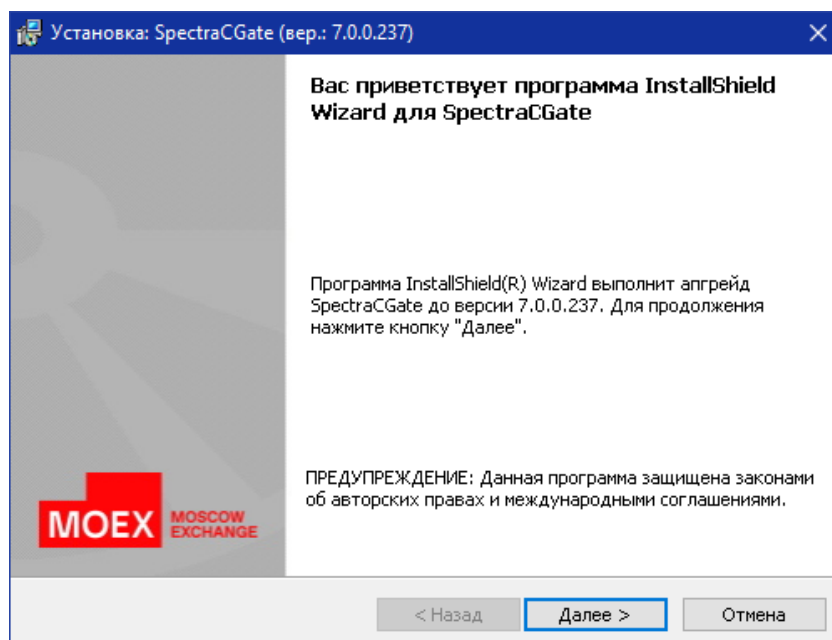 Установка: SpectraCGate (вер.: 7.0.0.237)
Вас приветствует программа InstallShield
Wizard для SpectraCGate
Программа InstallShield(R) Wizard выполнит апгрейд
SpectraCGate до версии 7.0.0.237. Для продолжения
нажмите кнопку "Далее".
ПРЕДУПРЕЖДЕНИЕ: Данная программа защищена законами
об авторских правах и международными соглашениями.
MOEX MOSCOW
EXCHANGE
< Назад Далее > Отмена